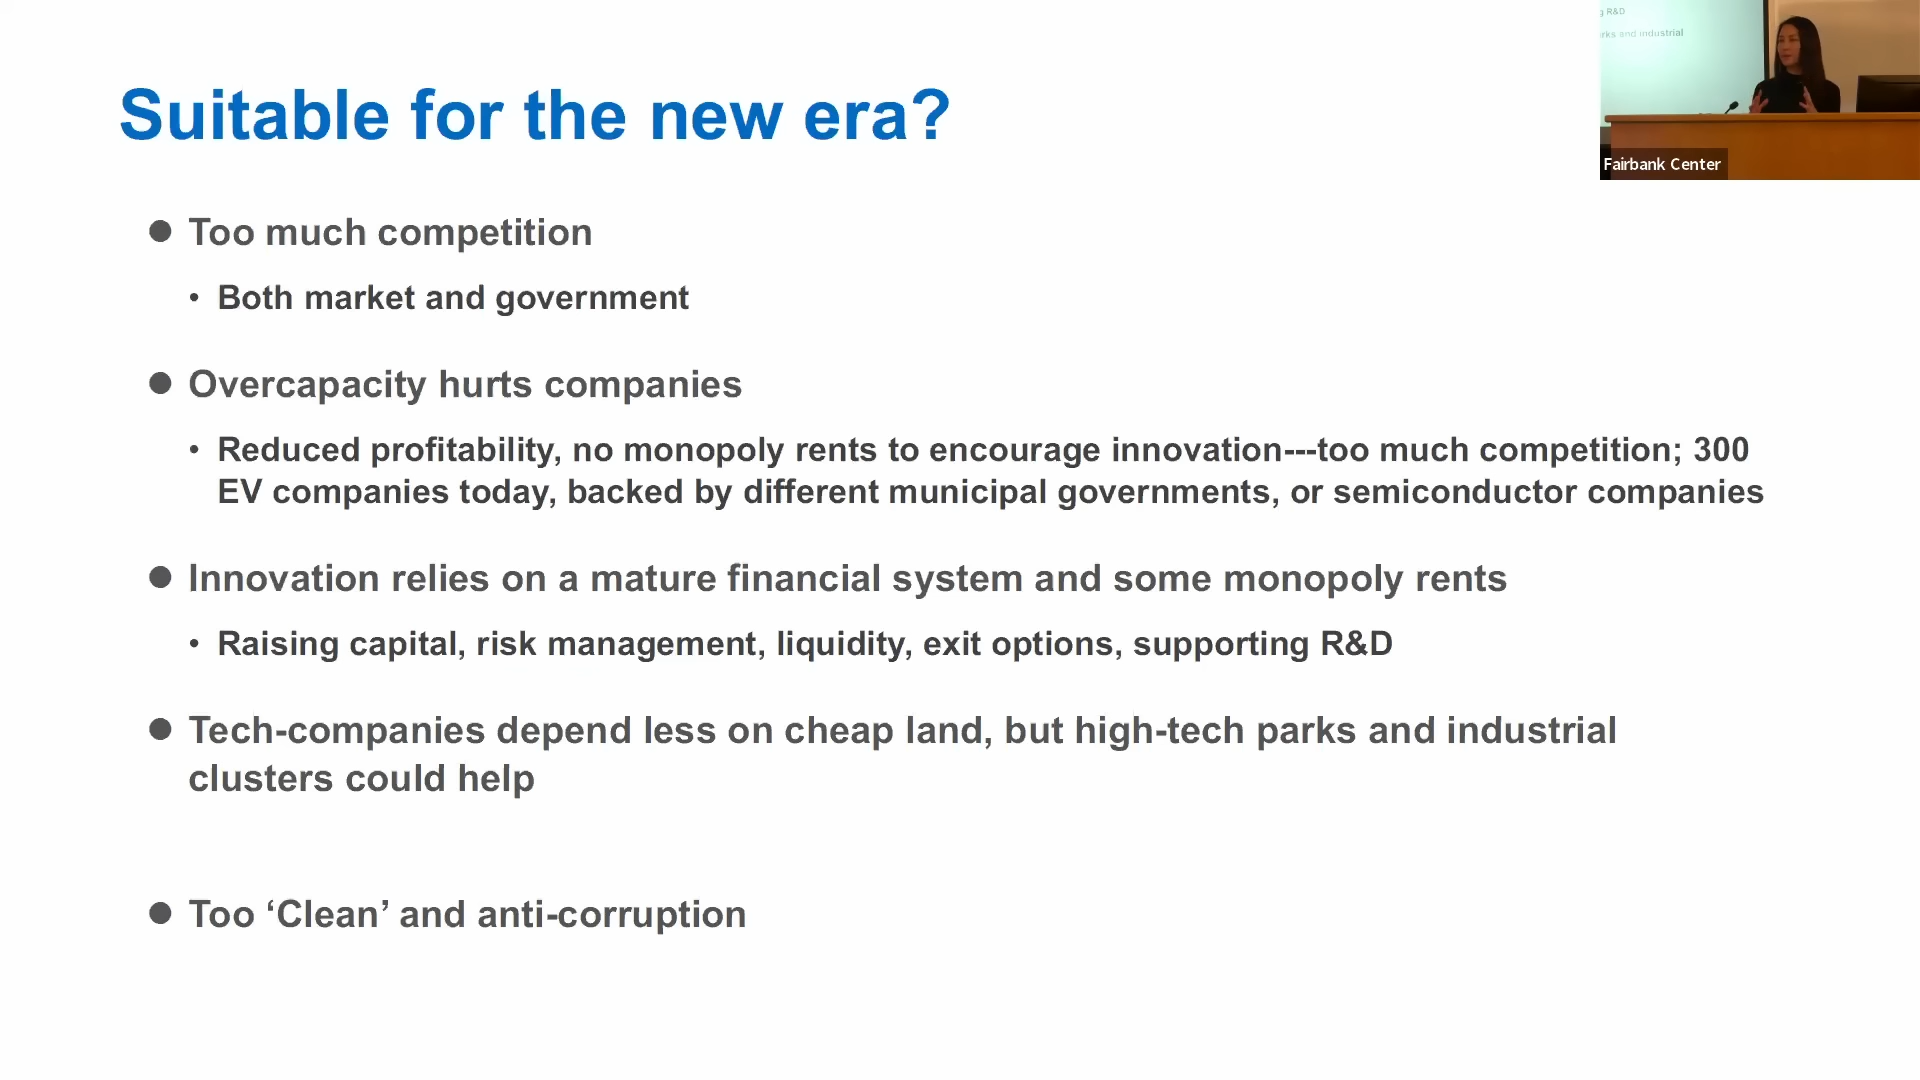 Suitable for the new era?
● Too much competition
• Both market and government
● Overcapacity hurts companies
• Reduced profitability, no monopoly rents to encourage innovation---too much competition; 300
EV companies today, backed by different municipal governments, or semiconductor companies
● Innovation relies on a mature financial system and some monopoly rents
• Raising capital, risk management, liquidity, exit options, supporting R&D
● Tech-companies depend less on cheap land, but high-tech parks and industrial
clusters could help
● Too ‘Clean’ and anti-corruption
R&D
and industrial
Fairbank Center